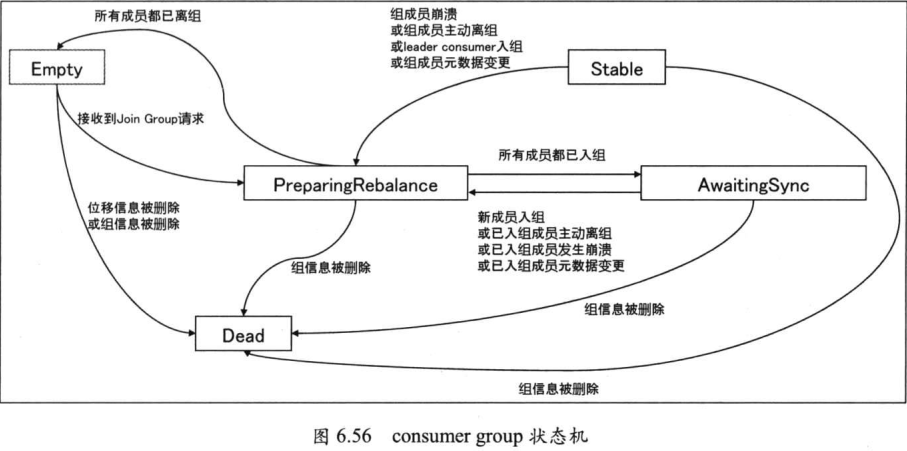 所有成员都已离组
组成员崩溃
或组成员主动离组
或leader consumer入组
或组成员元数据变更
Empty
Stable
接收到Join Group请求
所有成员都已入组
PreparingRebalance
AwaitingSync
位移信息被删除
或组信息被删除
新成员入组
或已入组成员主动离组
或已入组成员发生崩溃
或已入组成员元数据变更
组信息被删除
组信息被删除
Dead
组信息被删除
图 6.56 consumer group 状态机